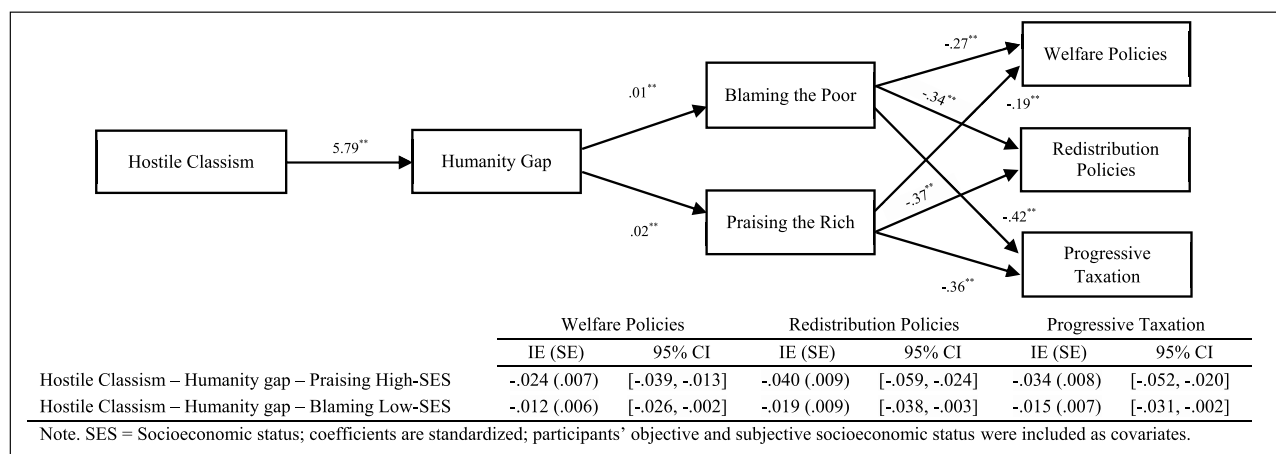 Hostile Classism
5.79**
Humanity Gap
.01**
.02**
Blaming the Poor
Praising the Rich
-.27**
-.34**
-.19**
-.37**
-.42**
-.36**
Welfare Policies
Redistribution
Policies
Progressive
Taxation
Welfare Policies Redistribution Policies Progressive Taxation
IE (SE) 95% CI IE (SE) 95% CI IE (SE) 95% CI
Hostile Classism – Humanity gap – Praising High-SES -.024 (.007) [-.039, -.013] -.040 (.009) [-.059, -.024] -.034 (.008) [-.052, -.020]
Hostile Classism – Humanity gap – Blaming Low-SES -.012 (.006) [-.026, -.002] -.019 (.009) [-.038, -.003] -.015 (.007) [-.031, -.002]
Note. SES = Socioeconomic status; coefficients are standardized; participants’ objective and subjective socioeconomic status were included as covariates.